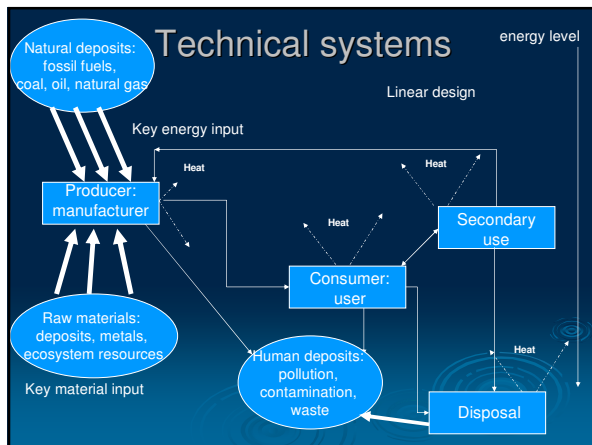 Technical systems
energy level
Natural deposits:
fossil fuels,
coal, oil, natural gas
Linear design
Key energy input
Heat
Producer:
manufacturer
Heat
Heat
Secondary
use
Consumer:
user
Raw materials:
deposits, metals,
ecosystem resources
Key material input
Human deposits:
pollution,
contamination,
waste
Heat
Disposal